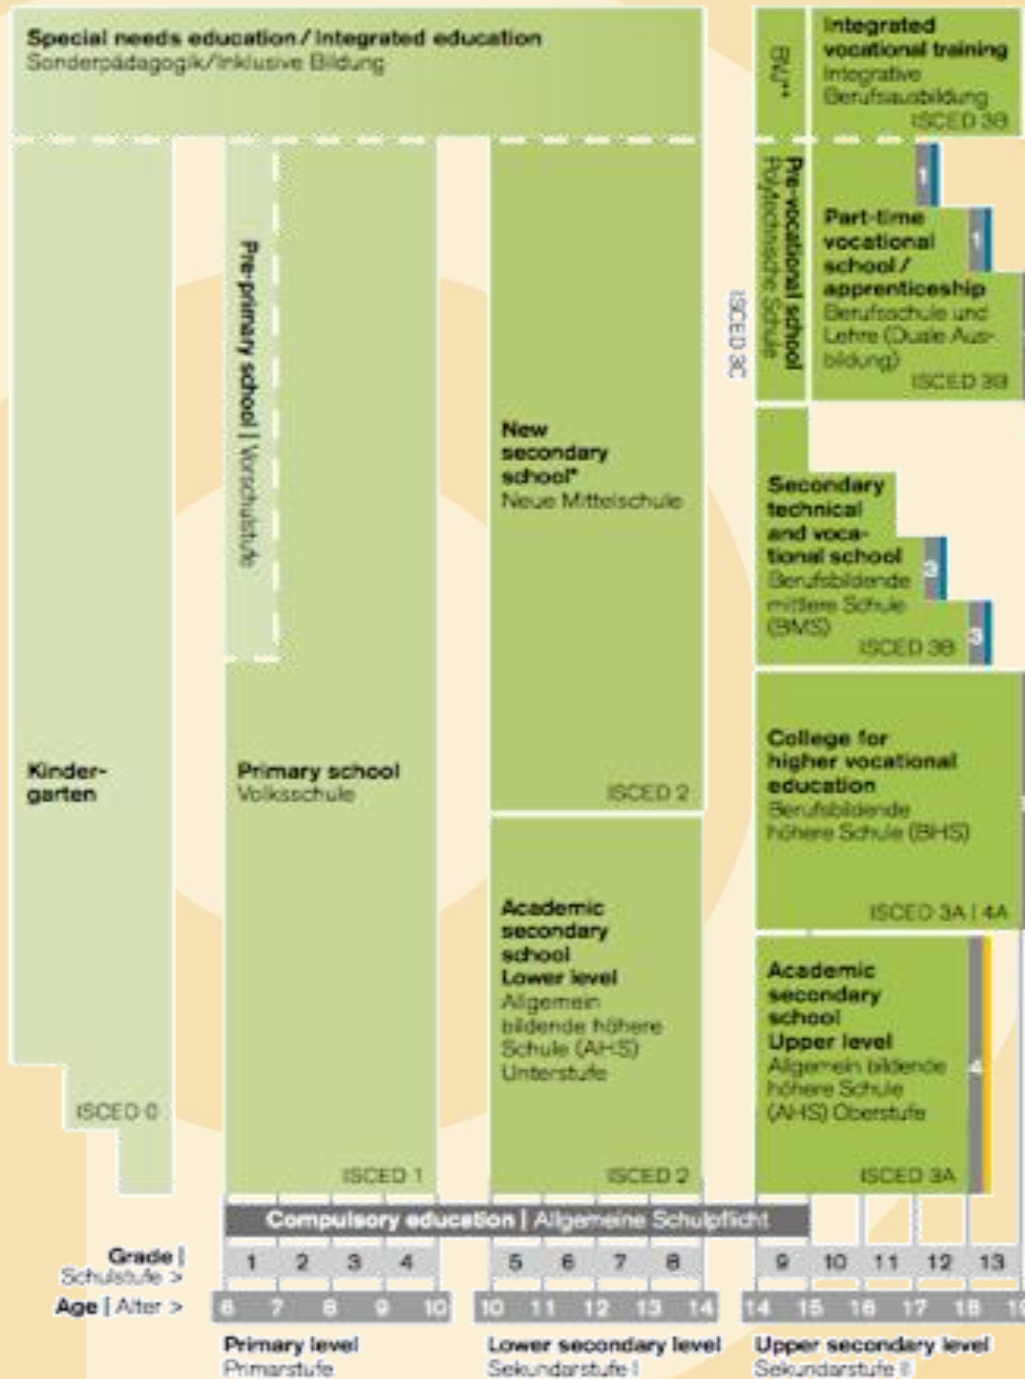 Special needs education / Integrated education
Sonderpädagogik/Inklusive Bildung
BVJ**
Integrated
vocational training
Integrative
Berufsausbildung
ISCED 3B
Kinder-
garten
ISCED 0
Pre-primary school | Vorschulstufe
Primary school
Volksschule
ISCED 1
New
secondary
school*
Neue Mittelschule
ISCED 2
Academic
secondary
school
Lower level
Allgemein
bildende höhere
Schule (AHS)
Unterstufe
ISCED 2
ISCED 3C
Pre-vocational school
Polytechnische Schule
1
1
Part-time
vocational
school /
apprenticeship
Berufsschule und
Lehre (Duale Aus-
bildung)
ISCED 3B
Secondary
technical
and voca-
tional school
Berufsbildende
mittlere Schule
(BMS)
ISCED 3B
3
3
College for
higher vocational
education
Berufsbildende
höhere Schule (BHS)
ISCED 3A | 4A
Academic
secondary
school
Upper level
Allgemein bildende
höhere Schule
(AHS) Oberstufe
ISCED 3A
4
Compulsory education | Allgemeine Schulpflicht
Grade |
Schulstufe >
1 2 3 4 5 6 7 8 9 10 11 12 13
Age | Alter >
6 7 8 9 10 10 11 12 13 14 14 15 16 17 18 19
Primary level
Primarstufe
Lower secondary level
Sekundarstufe I
Upper secondary level
Sekundarstufe II